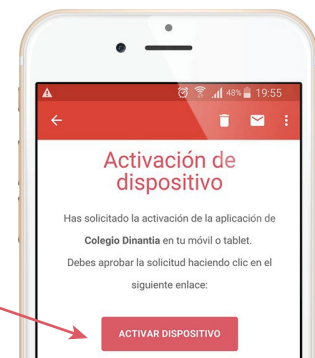 48% 19:55
Activación de
dispositivo
Has solicitado la activación de la aplicación de
Colegio Dinantia en tu móvil o tablet.
Debes aprobar la solicitud haciendo clic en el
siguiente enlace:
ACTIVAR DISPOSITIVO